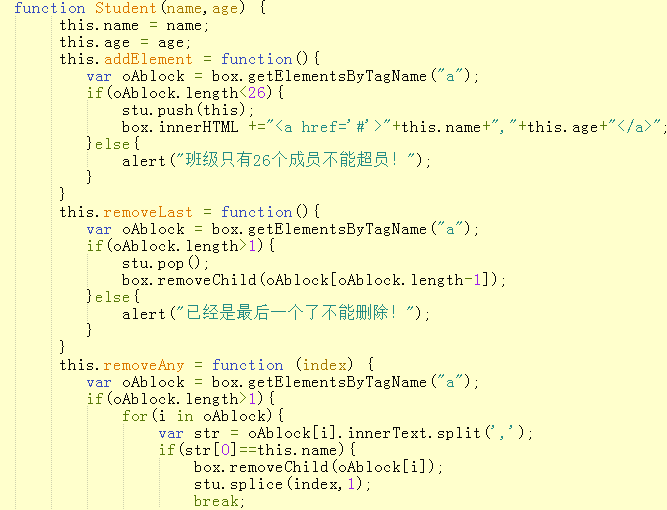 function Student(name,age) {
this.name = name;
this.age = age;
this.addElement = function(){
var oAblock = box.getElementsByTagName("a");
if(oAblock.length<26){
stu.push(this);
box.innerHTML +="<a href='#'>"+this.name+","+this.age+"</a>";
}else{
alert("班级只有26个成员不能超员！");
}
}
this.removeLast = function(){
var oAblock = box.getElementsByTagName("a");
if(oAblock.length>1){
stu.pop();
box.removeChild(oAblock[oAblock.length-1]);
}else{
alert("已经是最后一个了不能删除！");
}
}
this.removeAny = function (index) {
var oAblock = box.getElementsByTagName("a");
if(oAblock.length>1){
for(i in oAblock){
var str = oAblock[i].innerText.split(',');
if(str[0]==this.name){
box.removeChild(oAblock[i]);
stu.splice(index,1);
break;